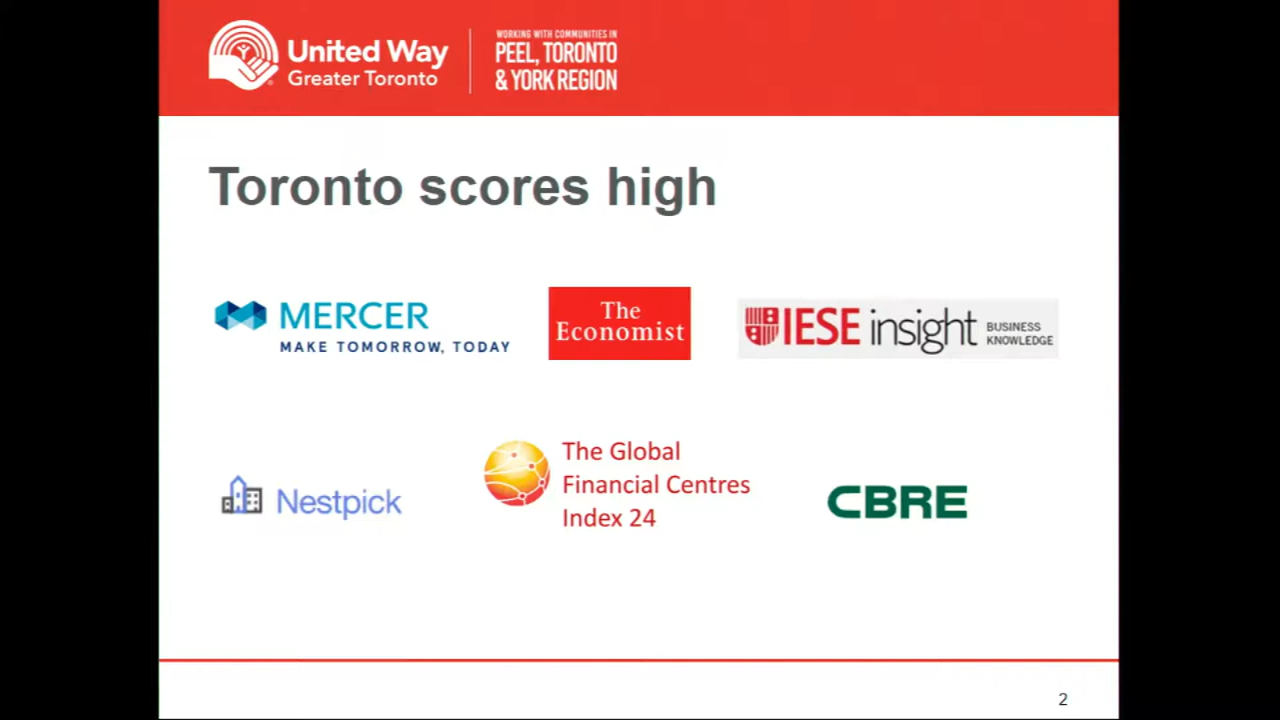 United Way
Greater Toronto
WORKING WITH COMMUNITIES IN
PEEL, TORONTO
& YORK REGION
Toronto scores high
MERCER
MAKE TOMORROW, TODAY
The
Economist
IESE insight BUSINESS
KNOWLEDGE
Nestpick
The Global
Financial Centres
Index 24
CBRE
2